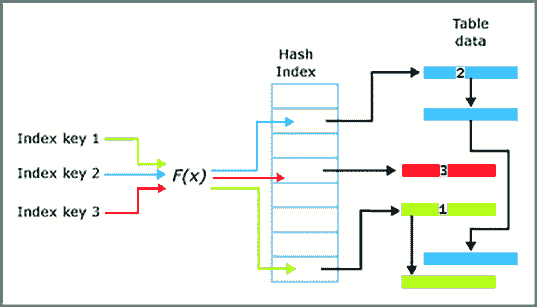 Table
data
Hash
Index
2
Index key 1
Index key 2
F(x)
3
Index key 3
1